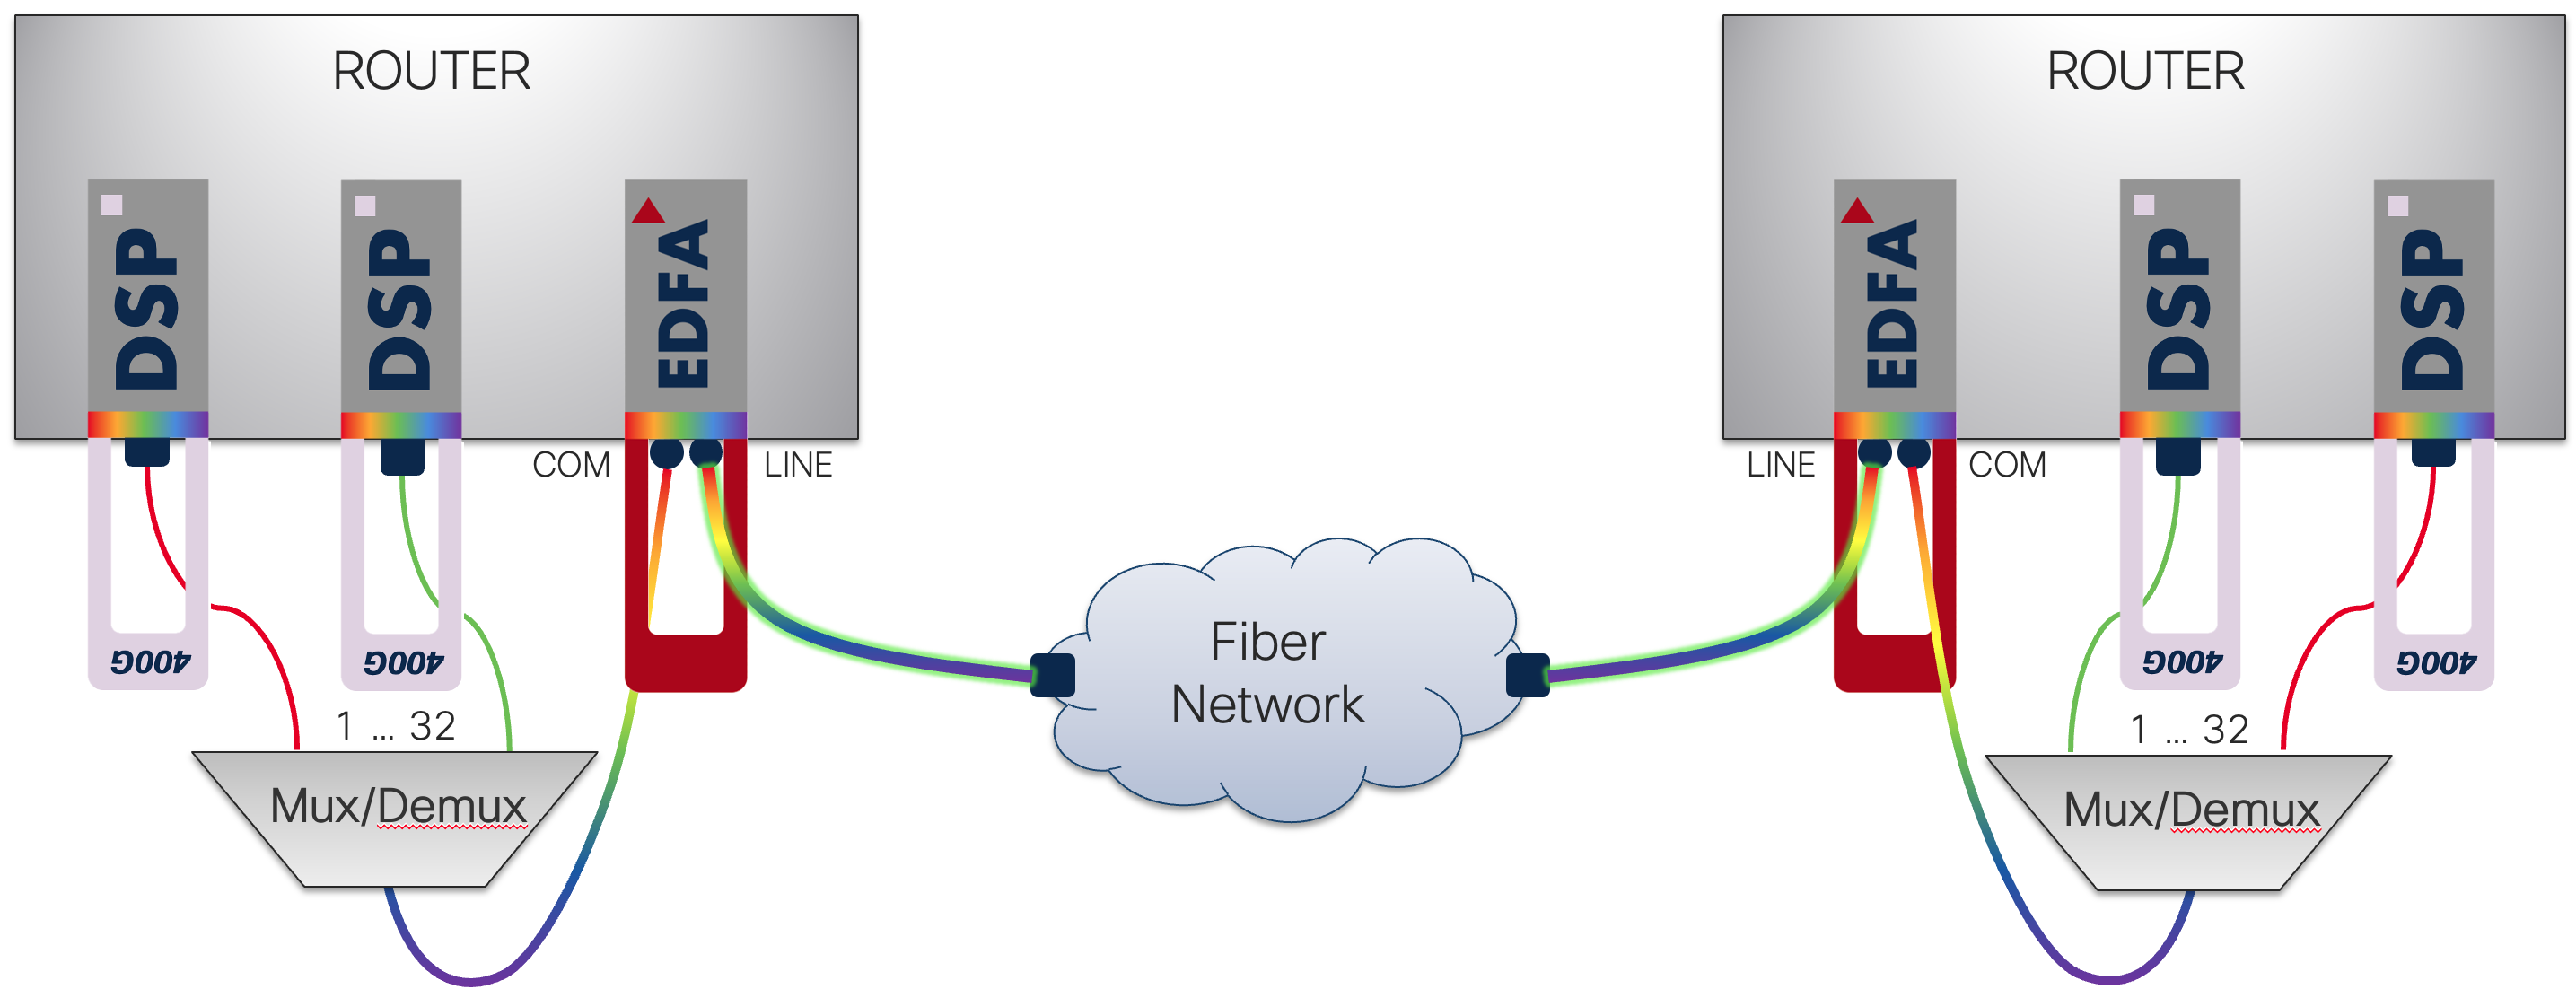 ROUTER
DSP
DSP
EDFA
COM
LINE
400G
400G
1 ... 32
Mux/Demux
Fiber
Network
ROUTER
EDFA
DSP
DSP
LINE
COM
400G
400G
1 ... 32
Mux/Demux